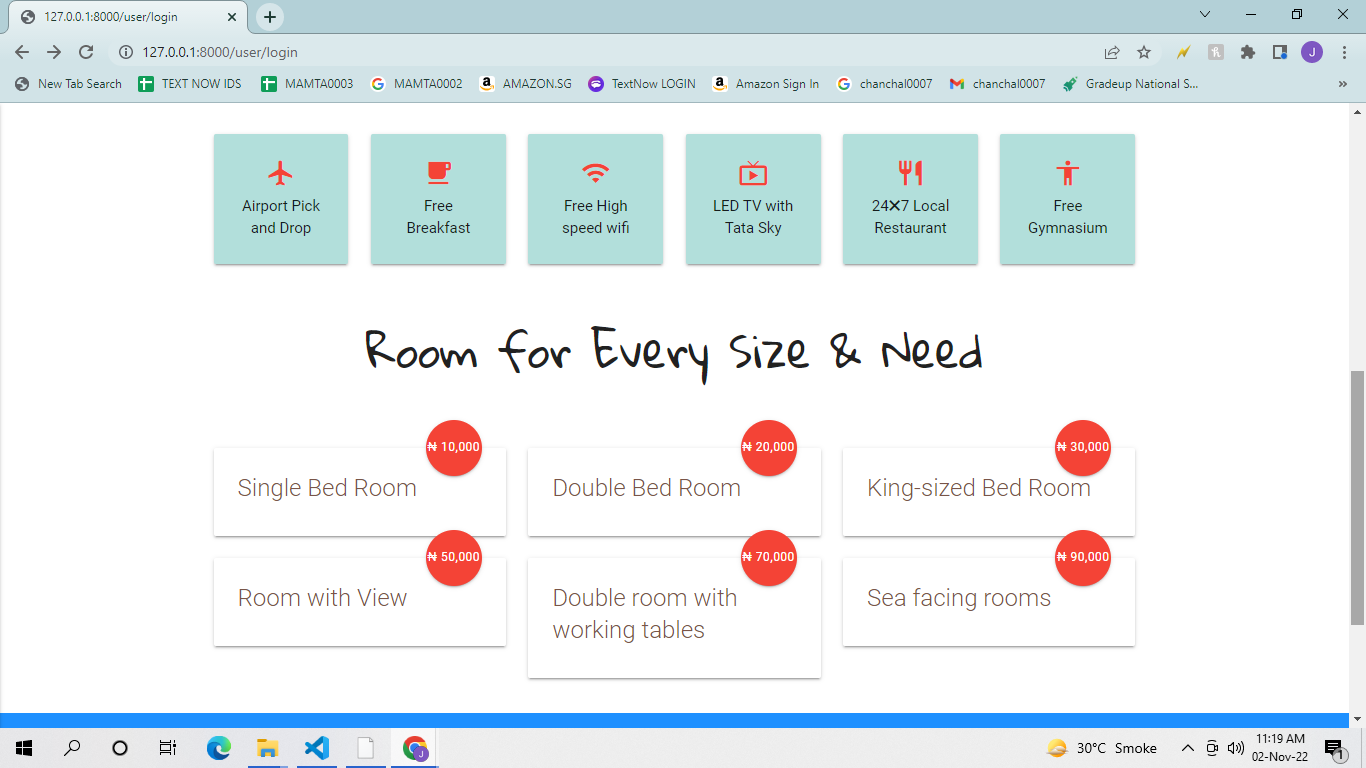 127.0.0.1:8000/user/login
127.0.0.1:8000/user/login
J
New Tab Search TEXT NOW IDS MAMTA0003 MAMTA0002 AMAZON.SG TextNow LOGIN Amazon Sign In chanchal0007 chanchal0007 Gradeup National S... »
Airport Pick
and Drop
Free
Breakfast
Free High
speed wifi
LED TV with
Tata Sky
24✕7 Local
Restaurant
Free
Gymnasium
Room for Every Size & Need
₦ 10,000
Single Bed Room
₦ 20,000
Double Bed Room
₦ 30,000
King-sized Bed Room
₦ 50,000
Room with View
₦ 70,000
Double room with
working tables
₦ 90,000
Sea facing rooms
30°C Smoke
11:19 AM
02-Nov-22
1